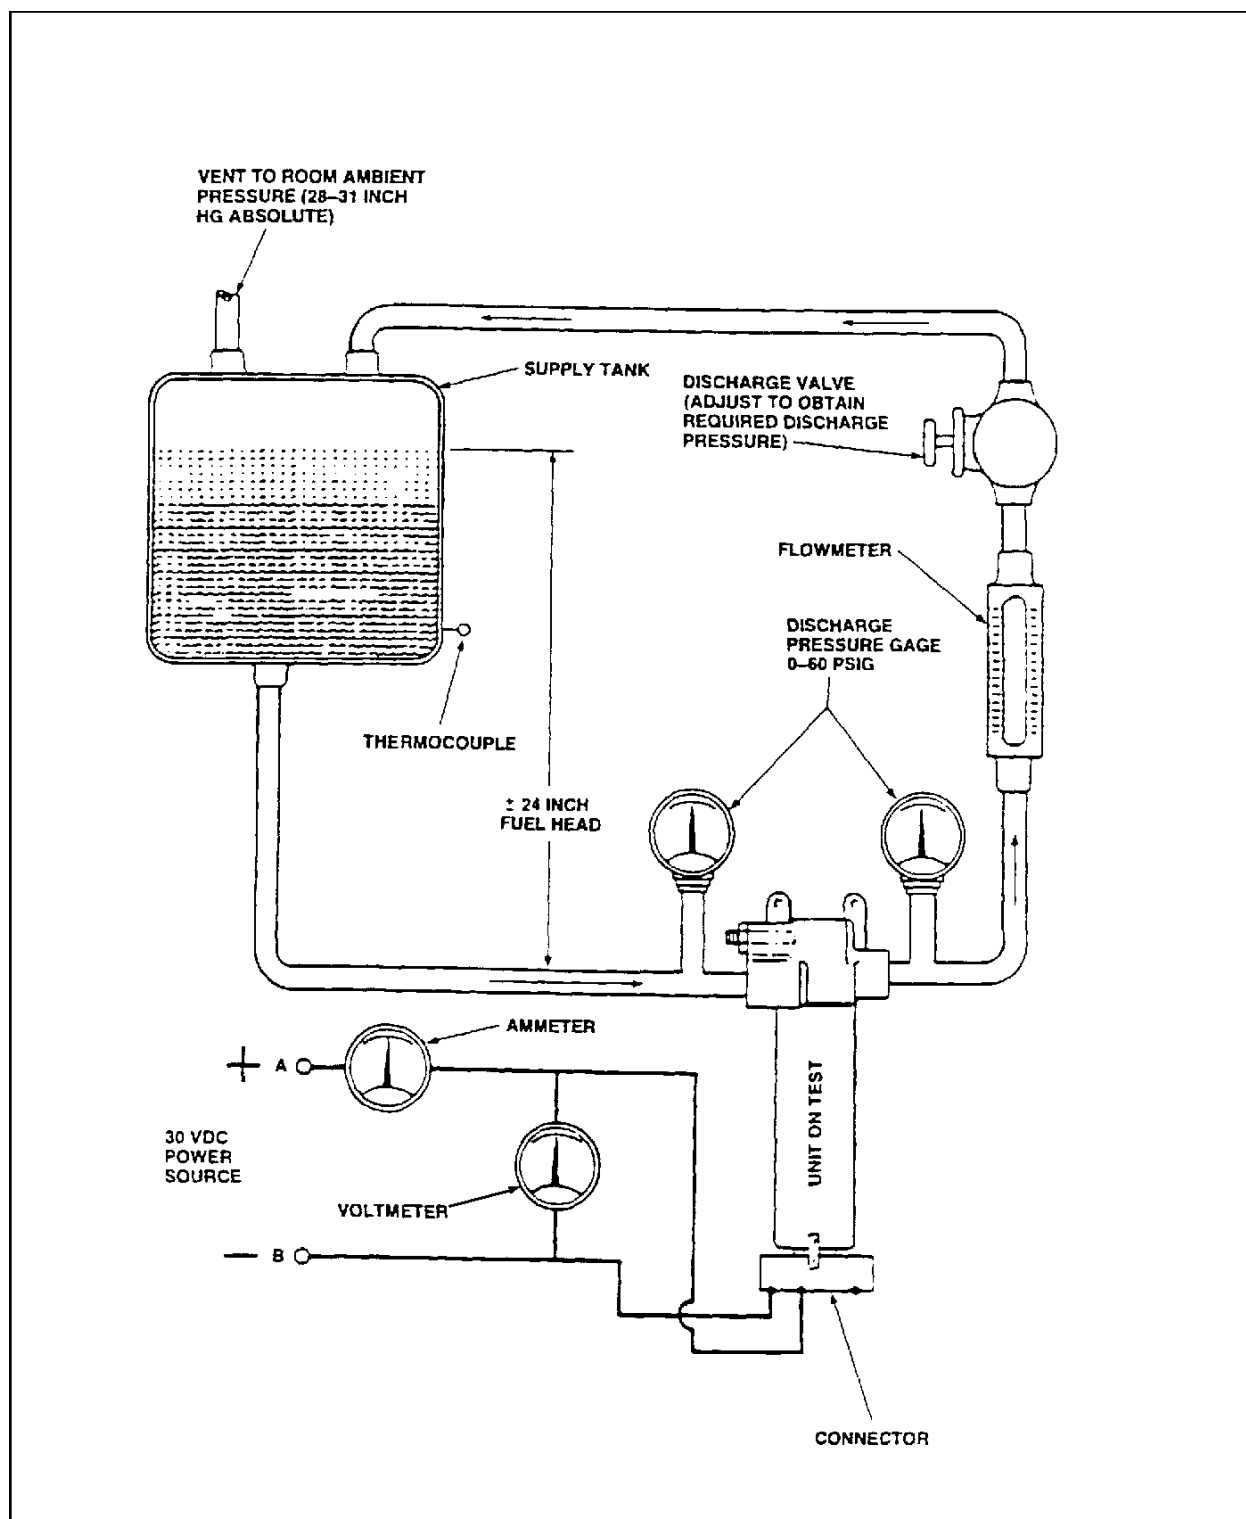 VENT TO ROOM AMBIENT
PRESSURE (28–31 INCH
HG ABSOLUTE)
SUPPLY TANK
DISCHARGE VALVE
(ADJUST TO OBTAIN
REQUIRED DISCHARGE
PRESSURE)
FLOWMETER
DISCHARGE
PRESSURE GAGE
0–60 PSIG
THERMOCOUPLE
± 24 INCH
FUEL HEAD
AMMETER
+ A
30 VDC
POWER
SOURCE
UNIT ON TEST
VOLTMETER
– B
CONNECTOR